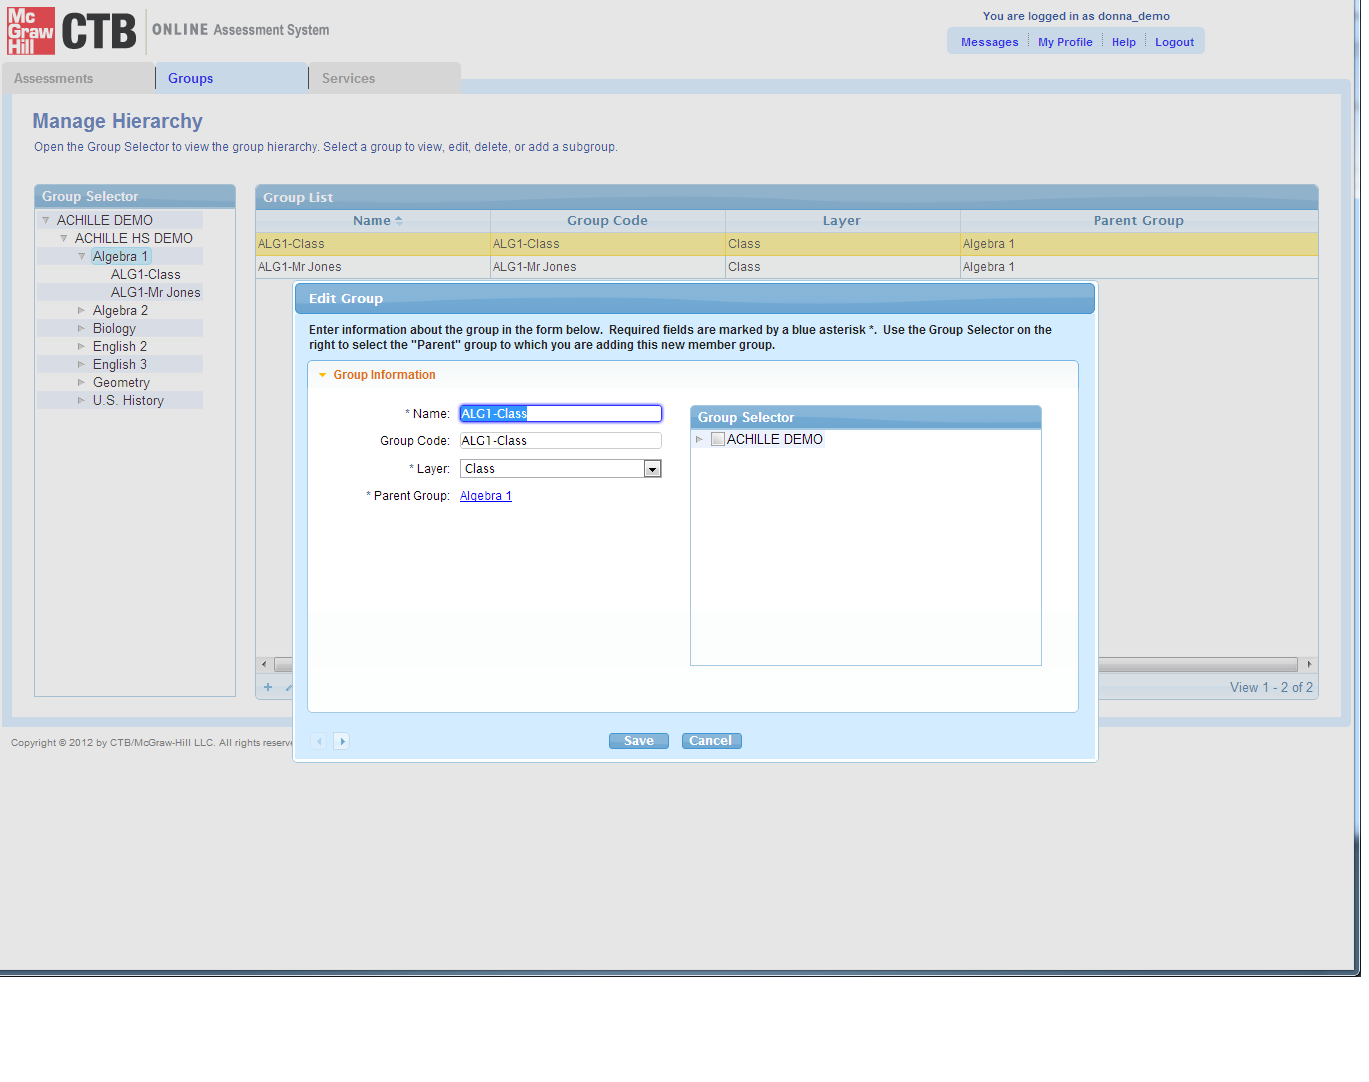 Mc
Graw
Hill
CTB
ONLINE Assessment System
You are logged in as donna_demo
Messages My Profile Help Logout
Assessments Groups Services
Manage Hierarchy
Open the Group Selector to view the group hierarchy. Select a group to view, edit, delete, or add a subgroup.
Group Selector
ACHILLE DEMO
ACHILLE HS DEMO
Algebra 1
ALG1-Class
ALG1-Mr Jones
Algebra 2
Biology
English 2
English 3
Geometry
U.S. History
Group List
Name Group Code Layer Parent Group
ALG1-Class ALG1-Class Class Algebra 1
ALG1-Mr Jones ALG1-Mr Jones Class Algebra 1
Edit Group
Enter information about the group in the form below. Required fields are marked by a blue asterisk *. Use the Group Selector on the
right to select the "Parent" group to which you are adding this new member group.
Group Information
* Name: ALG1-Class
Group Code: ALG1-Class
* Layer: Class
* Parent Group: Algebra 1
Group Selector
ACHILLE DEMO
Save Cancel
View 1 - 2 of 2
Copyright © 2012 by CTB/McGraw-Hill LLC. All rights reserve